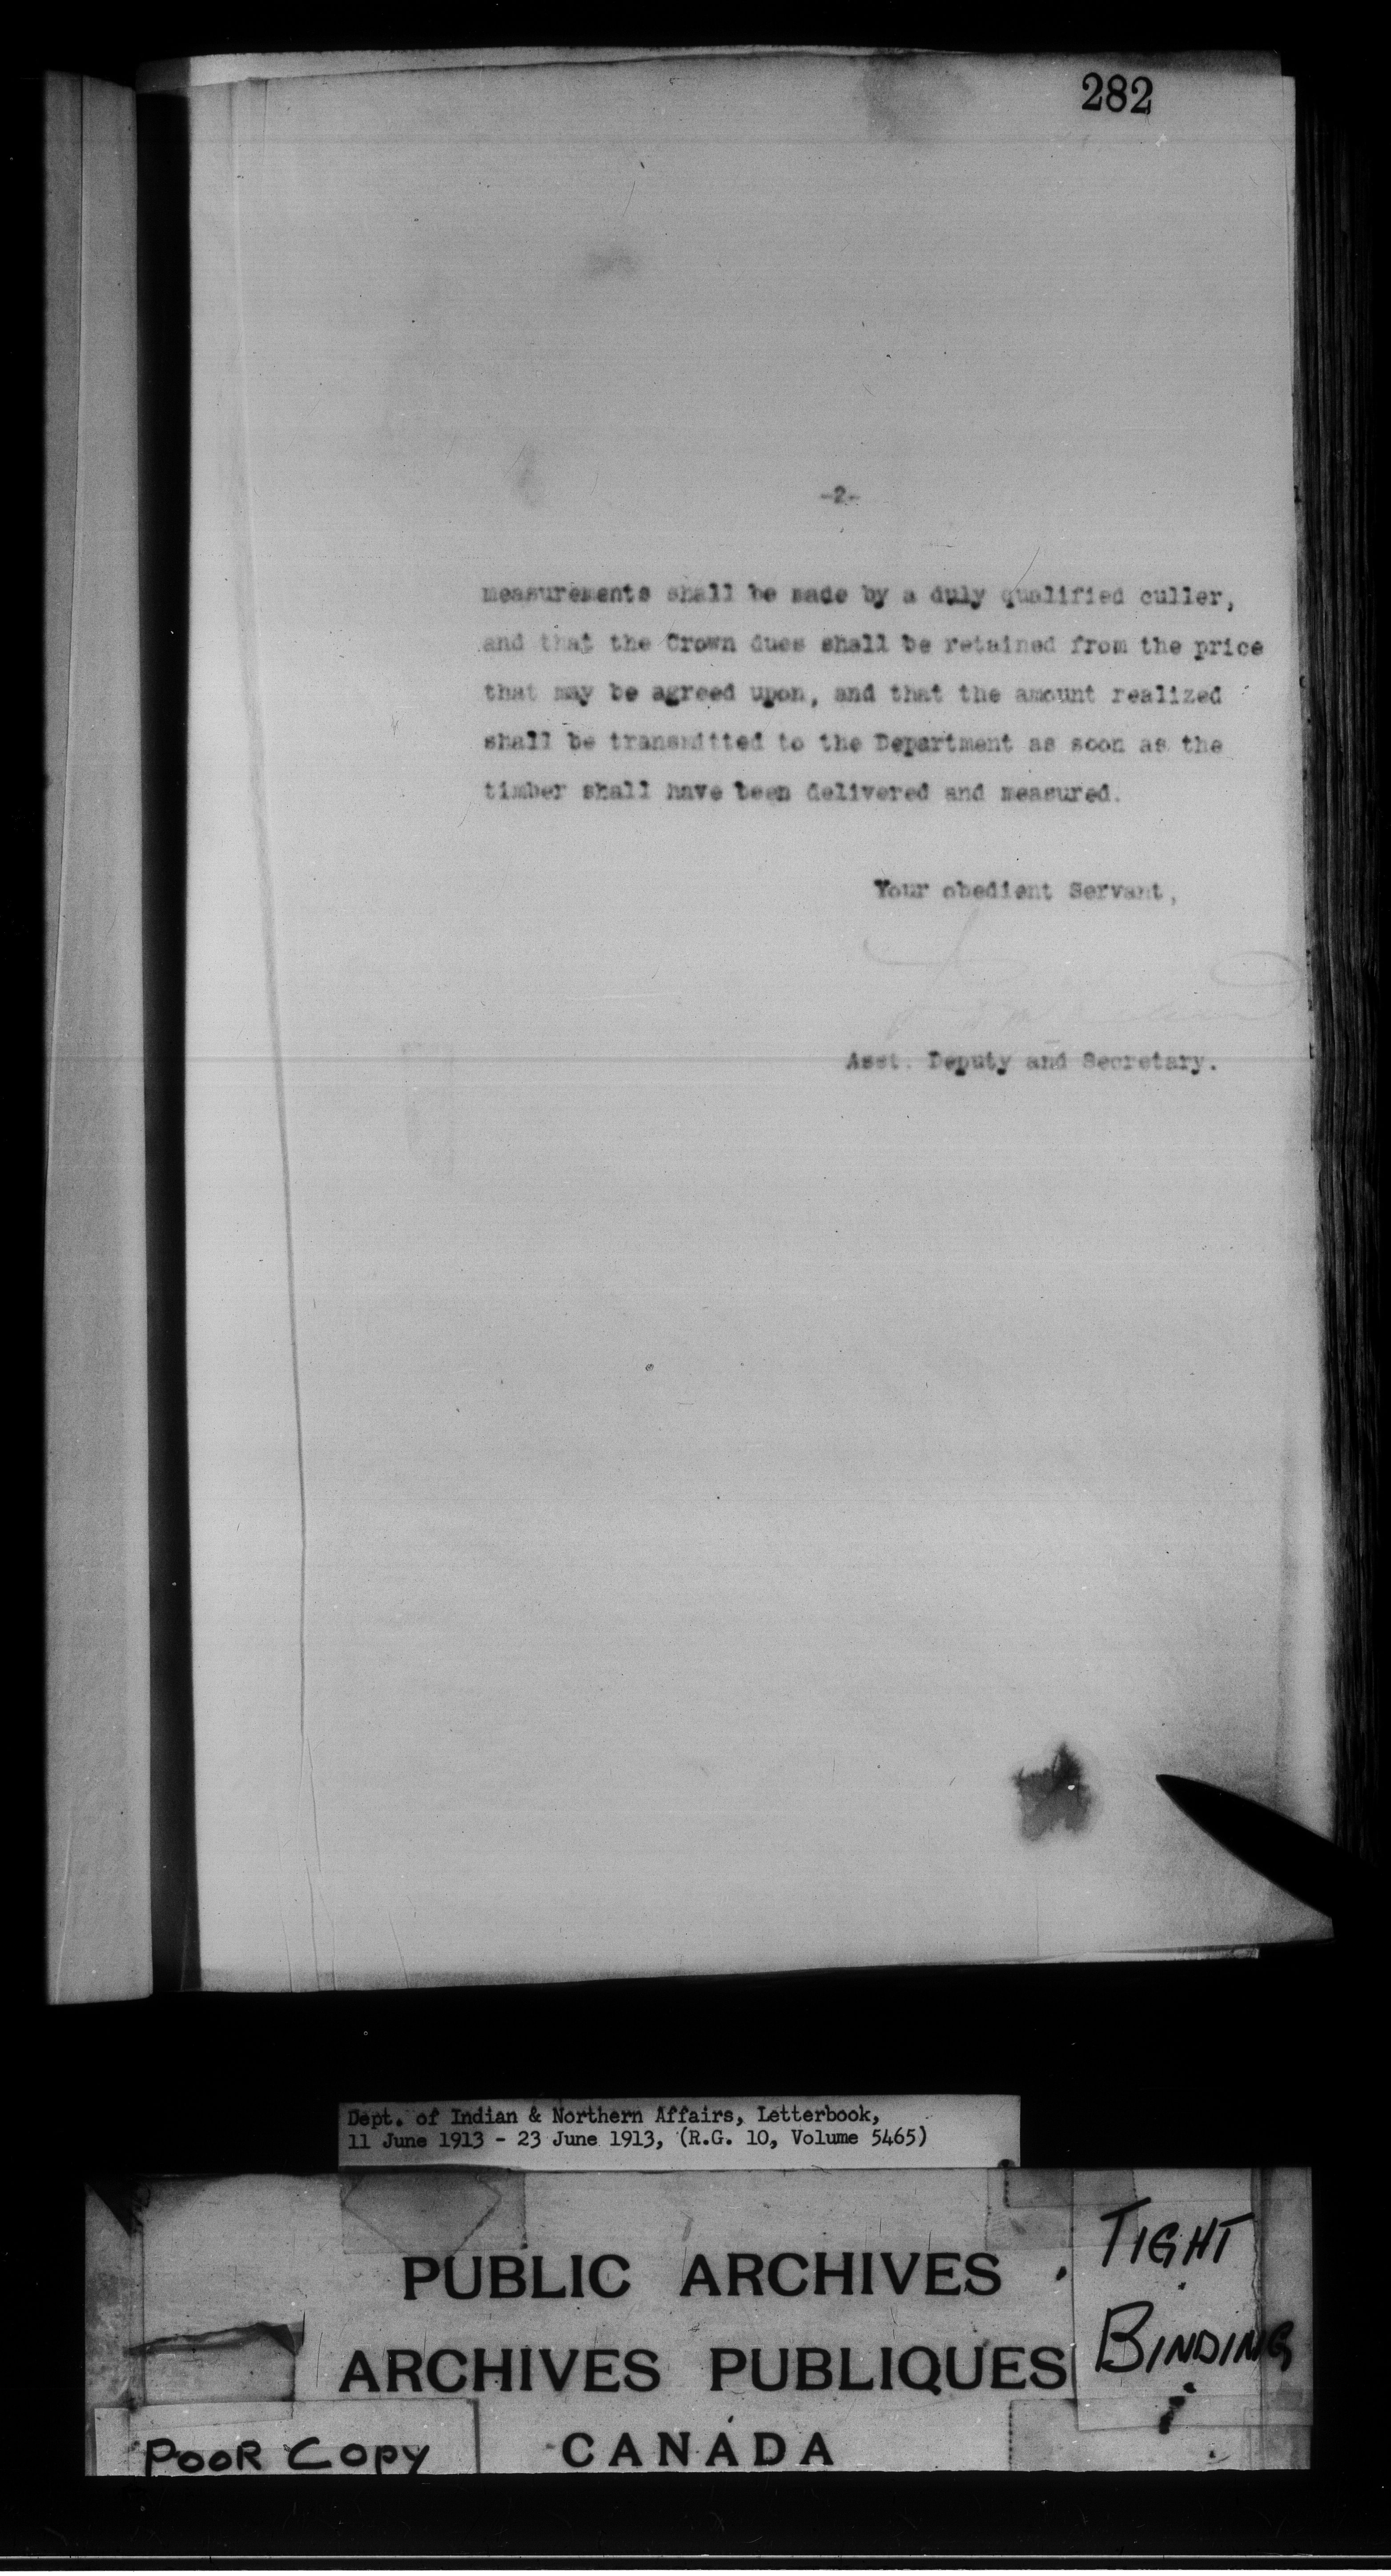 282
-2-
measurements shall be made by a duly qualified culler,
and that the Crown dues shall be retained from the price
that may be agreed upon, and that the amount realized
shall be transmitted to the Department as soon as the
timber shall have been delivered and measured.
Your obedient Servant,
Asst. Deputy and Secretary.
Dept. of Indian & Northern Affairs, Letterbook,
11 June 1913 - 23 June 1913, (R.G. 10, Volume 5465)
PUBLIC ARCHIVES
ARCHIVES PUBLIQUES
CANADA
TIGHT
BINDING
POOR COPY